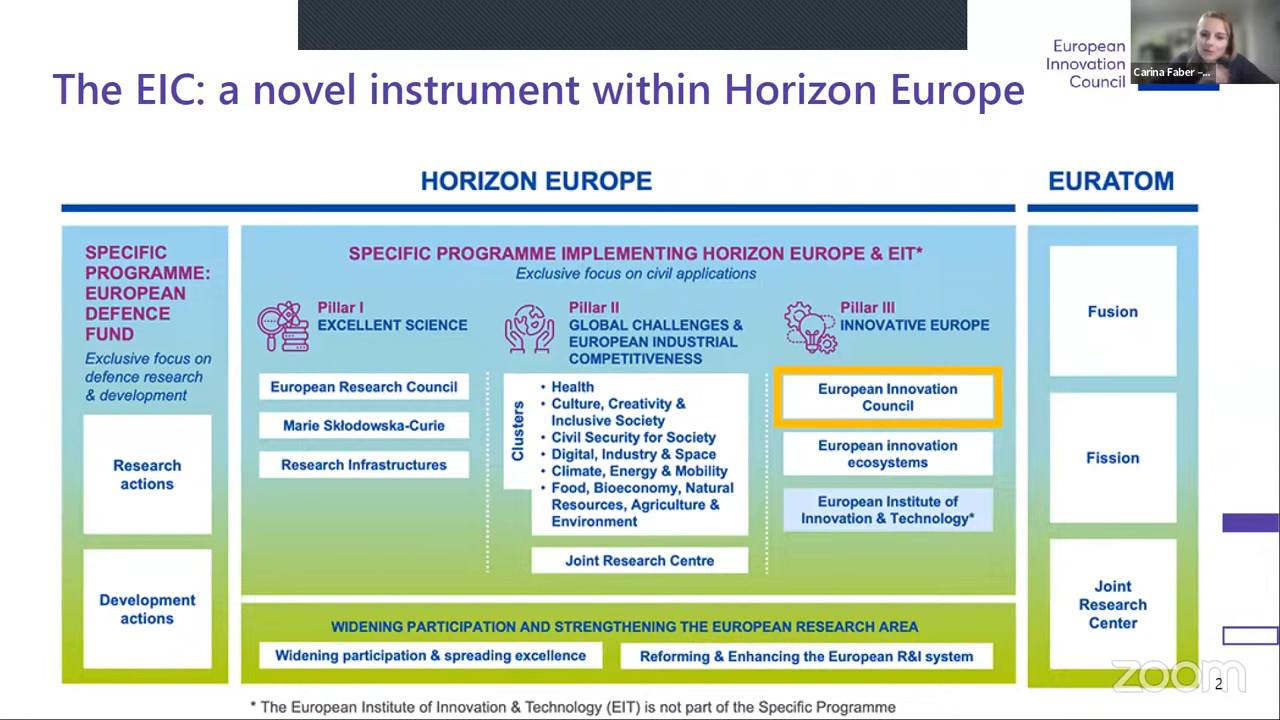 The EIC: a novel instrument within Horizon Europe
European
Innovation
Council
Carina Faber –...
HORIZON EUROPE
EURATOM
SPECIFIC
PROGRAMME:
EUROPEAN
DEFENCE
FUND
Exclusive focus on
defence research
& development
Research
actions
Development
actions
SPECIFIC PROGRAMME IMPLEMENTING HORIZON EUROPE & EIT*
Exclusive focus on civil applications
Pillar I
EXCELLENT SCIENCE
European Research Council
Marie Skłodowska-Curie
Research Infrastructures
Pillar II
GLOBAL CHALLENGES &
EUROPEAN INDUSTRIAL
COMPETITIVENESS
Clusters
• Health
• Culture, Creativity &
Inclusive Society
• Civil Security for Society
• Digital, Industry & Space
• Climate, Energy & Mobility
• Food, Bioeconomy, Natural
Resources, Agriculture &
Environment
Joint Research Centre
Pillar III
INNOVATIVE EUROPE
European Innovation
Council
European innovation
ecosystems
European Institute of
Innovation & Technology*
WIDENING PARTICIPATION AND STRENGTHENING THE EUROPEAN RESEARCH AREA
Widening participation & spreading excellence
Reforming & Enhancing the European R&I system
Fusion
Fission
Joint
Research
Center
* The European Institute of Innovation & Technology (EIT) is not part of the Specific Programme
zoom
2